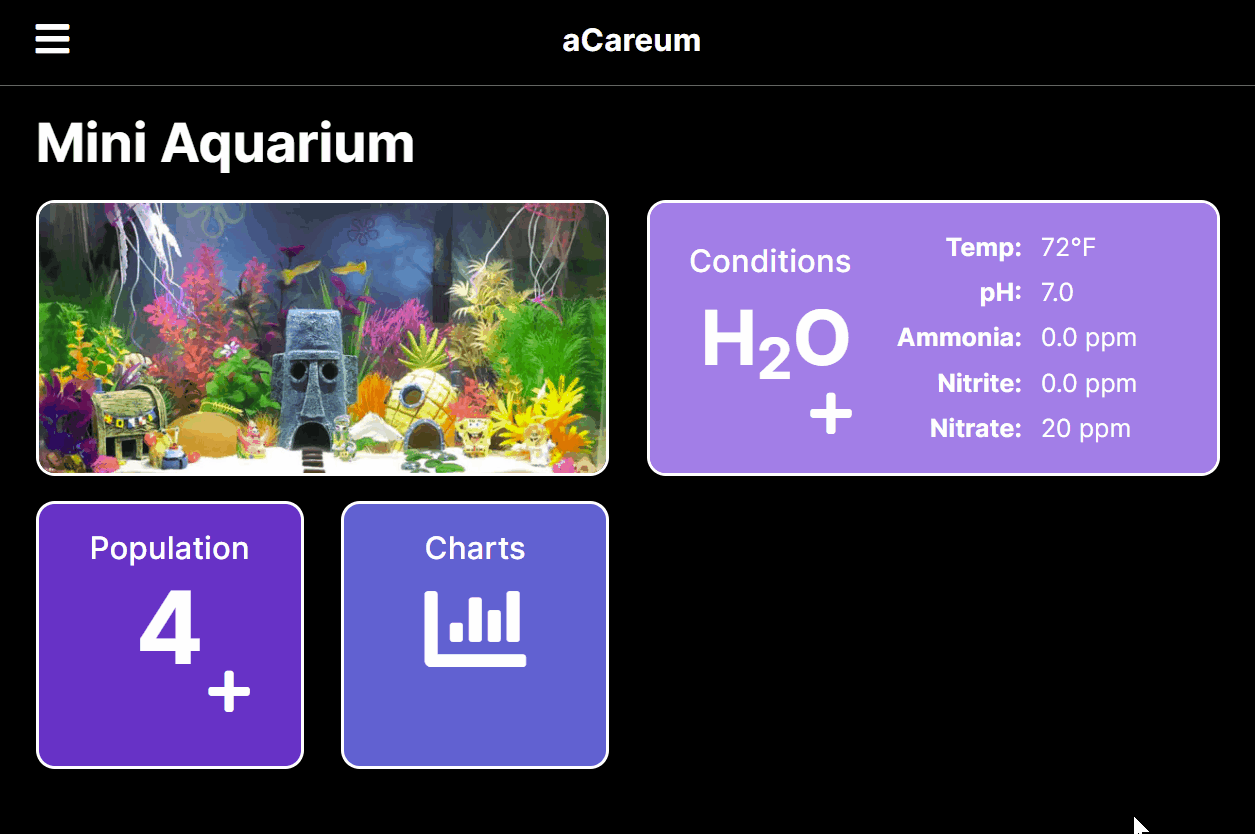 aCareum
Mini Aquarium
Conditions
H₂O
+
Temp: 72°F
pH: 7.0
Ammonia: 0.0 ppm
Nitrite: 0.0 ppm
Nitrate: 20 ppm
Population
4
+
Charts